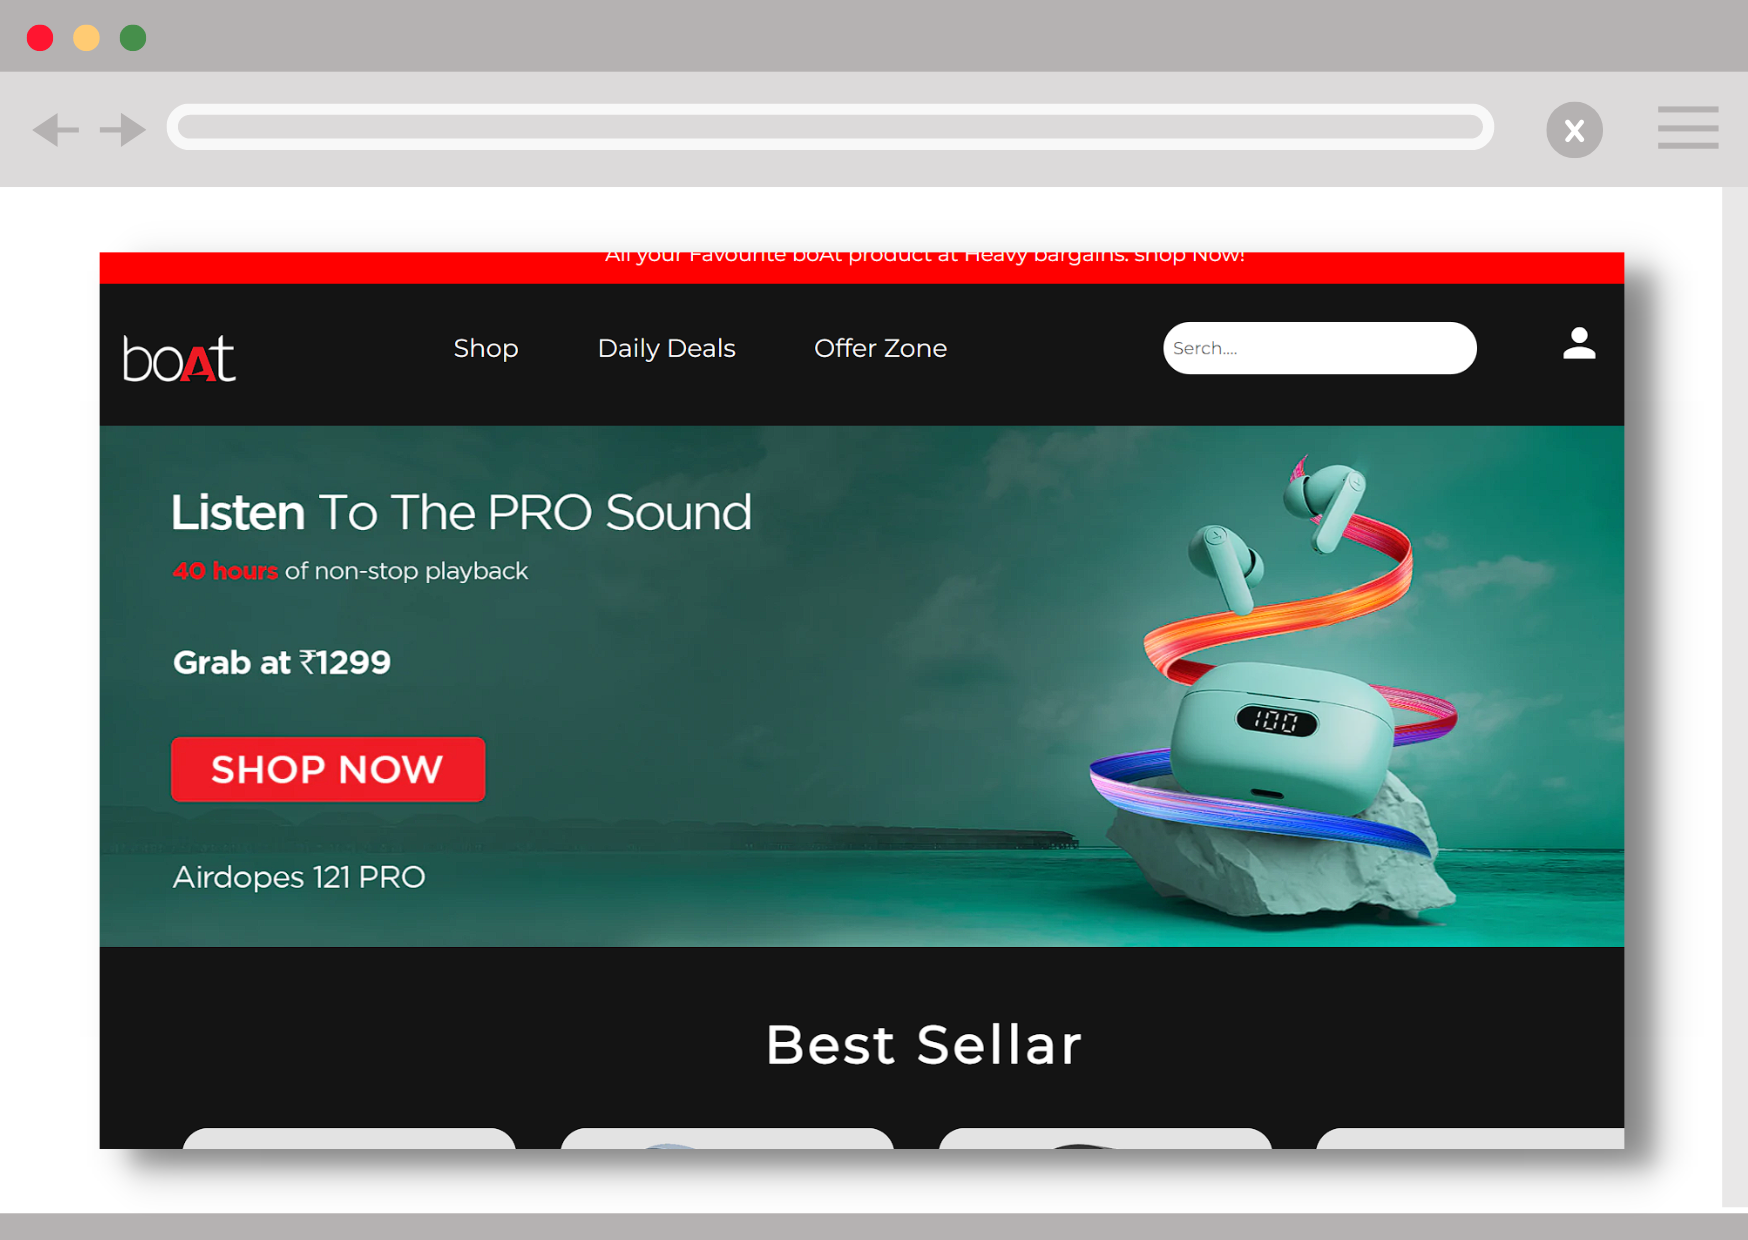 x
All your Favourite boAt product at Heavy bargains. shop Now!
boAt
Shop
Daily Deals
Offer Zone
Serch....
Listen To The PRO Sound
40 hours of non-stop playback
Grab at ₹1299
SHOP NOW
Airdopes 121 PRO
100
Best Sellar